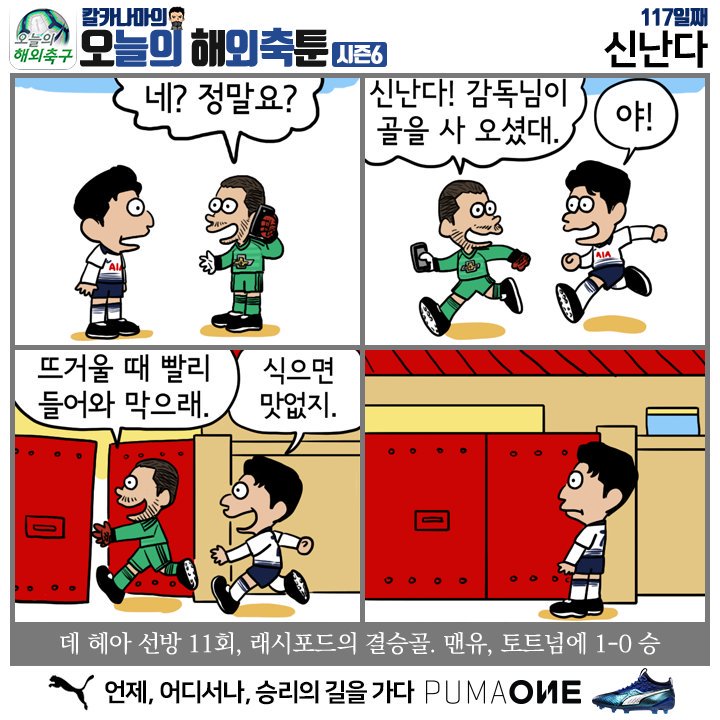 오늘의
해외축구
칼카나마의
오늘의 해외축툰 시즌6
117일째
신난다
네? 정말요?
AIA
신난다! 감독님이
골을 사 오셨대.
야!
AIA
뜨거울 때 빨리
들어와 막으래.
식으면
맛없지.
데 헤아 선방 11회, 래시포드의 결승골. 맨유, 토트넘에 1-0 승
언제, 어디서나, 승리의 길을 가다 PUMAONE